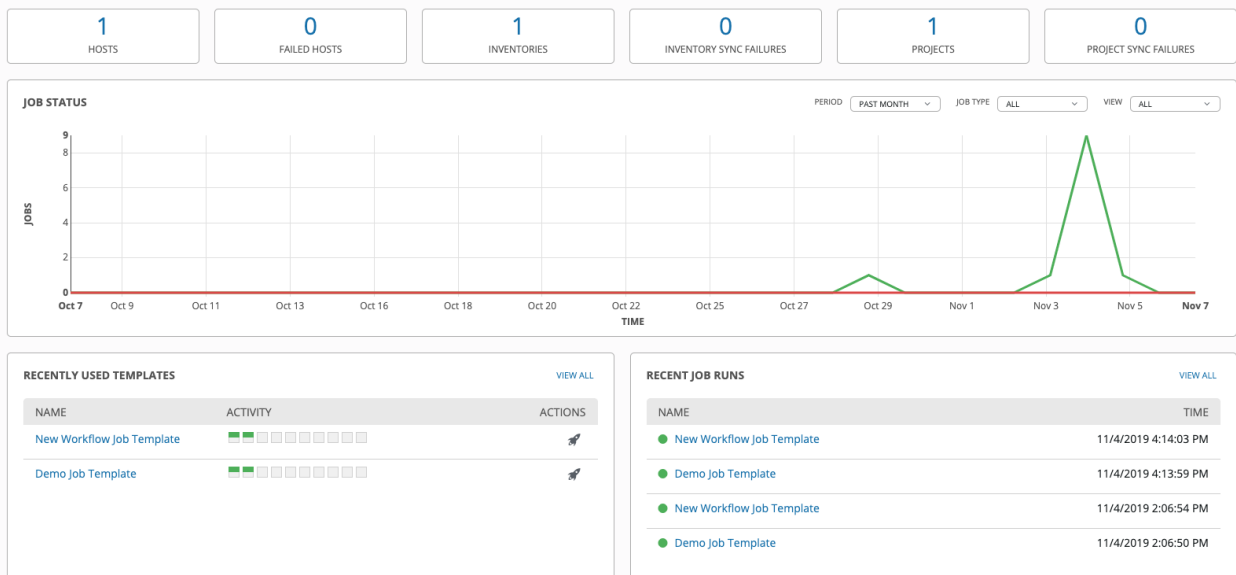 1 0 1 0 1 0
HOSTS FAILED HOSTS INVENTORIES INVENTORY SYNC FAILURES PROJECTS PROJECT SYNC FAILURES
JOB STATUS PERIOD PAST MONTH JOB TYPE ALL VIEW ALL
9
8
6
4
2
0
JOBS
Oct 7 Oct 9 Oct 11 Oct 13 Oct 16 Oct 18 Oct 20 Oct 22 Oct 25 Oct 27 Oct 29 Nov 1 Nov 3 Nov 5 Nov 7
TIME
RECENTLY USED TEMPLATES VIEW ALL
NAME ACTIVITY ACTIONS
New Workflow Job Template
Demo Job Template
RECENT JOB RUNS VIEW ALL
NAME TIME
New Workflow Job Template 11/4/2019 4:14:03 PM
Demo Job Template 11/4/2019 4:13:59 PM
New Workflow Job Template 11/4/2019 2:06:54 PM
Demo Job Template 11/4/2019 2:06:50 PM